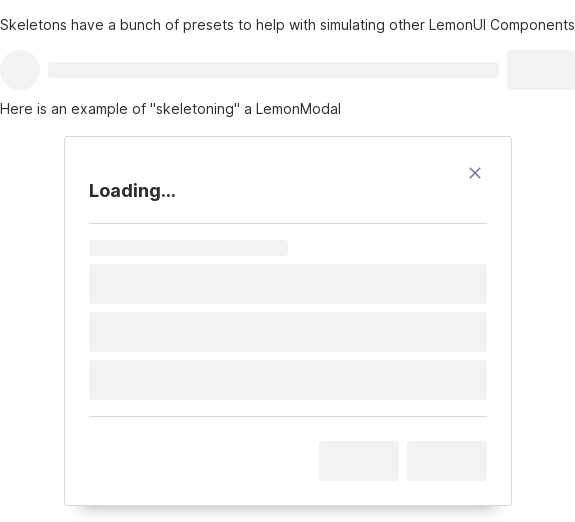 Skeletons have a bunch of presets to help with simulating other LemonUI Components
Here is an example of "skeletoning" a LemonModal
Loading...